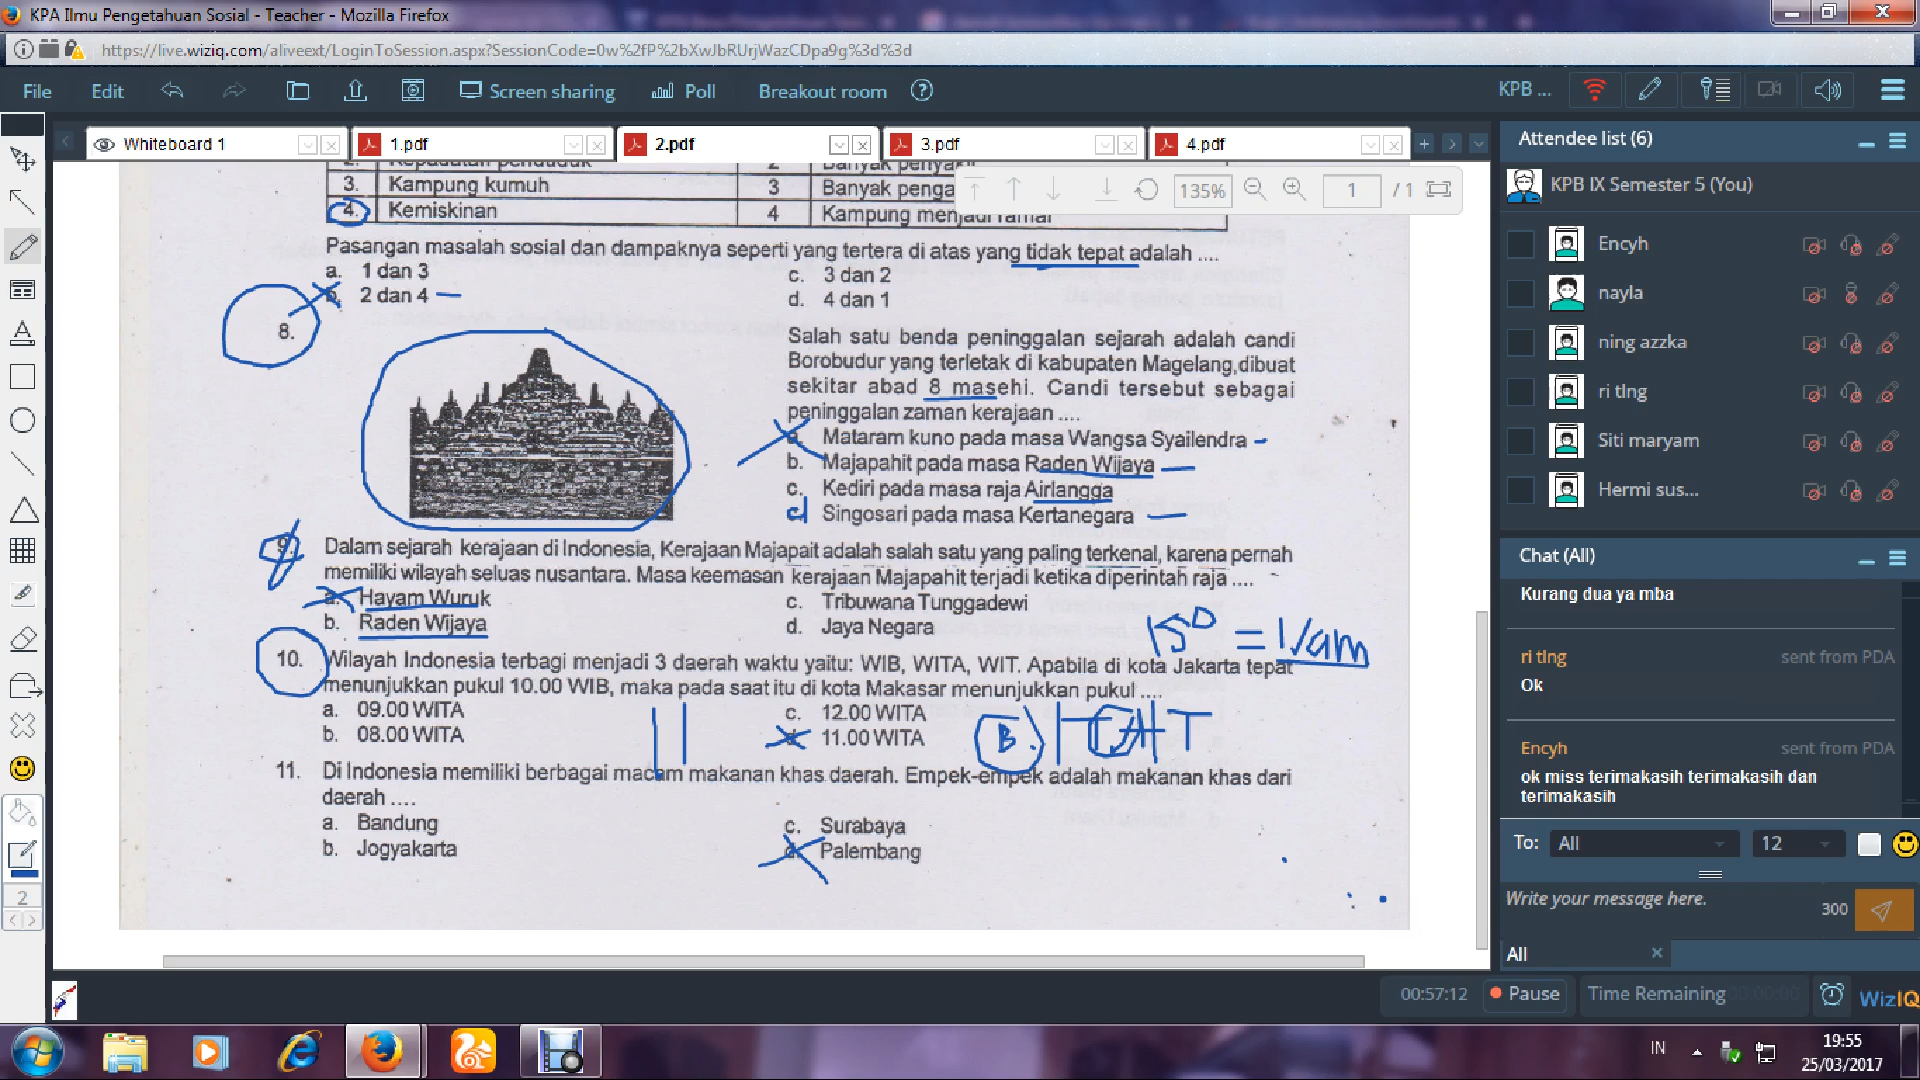 KPA Ilmu Pengetahuan Sosial - Teacher - Mozilla Firefox
https://live.wiziq.com/aliveext/LoginToSession.aspx?SessionCode=0w%2fP%2bXwJbRUrjWazCDpa9g%3d%3d
File Edit Screen sharing Poll Breakout room KPB ...
Whiteboard 1 1.pdf 2.pdf 3.pdf 4.pdf
135% 1 / 1
2. Kepadatan penduduk 2 Banyak penyakit
3. Kampung kumuh 3 Banyak penga
4. Kemiskinan 4 Kampung menjadi ramai
Pasangan masalah sosial dan dampaknya seperti yang tertera di atas yang tidak tepat adalah ....
a. 1 dan 3 c. 3 dan 2
b. 2 dan 4 d. 4 dan 1
8.
Salah satu benda peninggalan sejarah adalah candi
Borobudur yang terletak di kabupaten Magelang,dibuat
sekitar abad 8 masehi. Candi tersebut sebagai
peninggalan zaman kerajaan ....
a. Mataram kuno pada masa Wangsa Syailendra
b. Majapahit pada masa Raden Wijaya
c. Kediri pada masa raja Airlangga
d Singosari pada masa Kertanegara
9. Dalam sejarah kerajaan di Indonesia, Kerajaan Majapait adalah salah satu yang paling terkenal, karena pernah
memiliki wilayah seluas nusantara. Masa keemasan kerajaan Majapahit terjadi ketika diperintah raja ....
a. Hayam Wuruk c. Tribuwana Tunggadewi
b. Raden Wijaya d. Jaya Negara
15° = 1 Jam
10. Wilayah Indonesia terbagi menjadi 3 daerah waktu yaitu: WIB, WITA, WIT. Apabila di kota Jakarta tepat
menunjukkan pukul 10.00 WIB, maka pada saat itu di kota Makasar menunjukkan pukul ....
a. 09.00 WITA c. 12.00 WITA
b. 08.00 WITA d. 11.00 WITA
B.
11. Di Indonesia memiliki berbagai macam makanan khas daerah. Empek-empek adalah makanan khas dari
daerah ....
a. Bandung c. Surabaya
b. Jogyakarta d. Palembang
Attendee list (6)
KPB IX Semester 5 (You)
Encyh
nayla
ning azzka
ri tIng
Siti maryam
Hermi sus...
Chat (All)
Kurang dua ya mba
ri tIng sent from PDA
Ok
Encyh sent from PDA
ok miss terimakasih terimakasih dan
terimakasih
To: All 12
Write your message here. 300
All
2
00:57:12 Pause Time Remaining 00:00:00 WizIQ
IN 19:55
25/03/2017